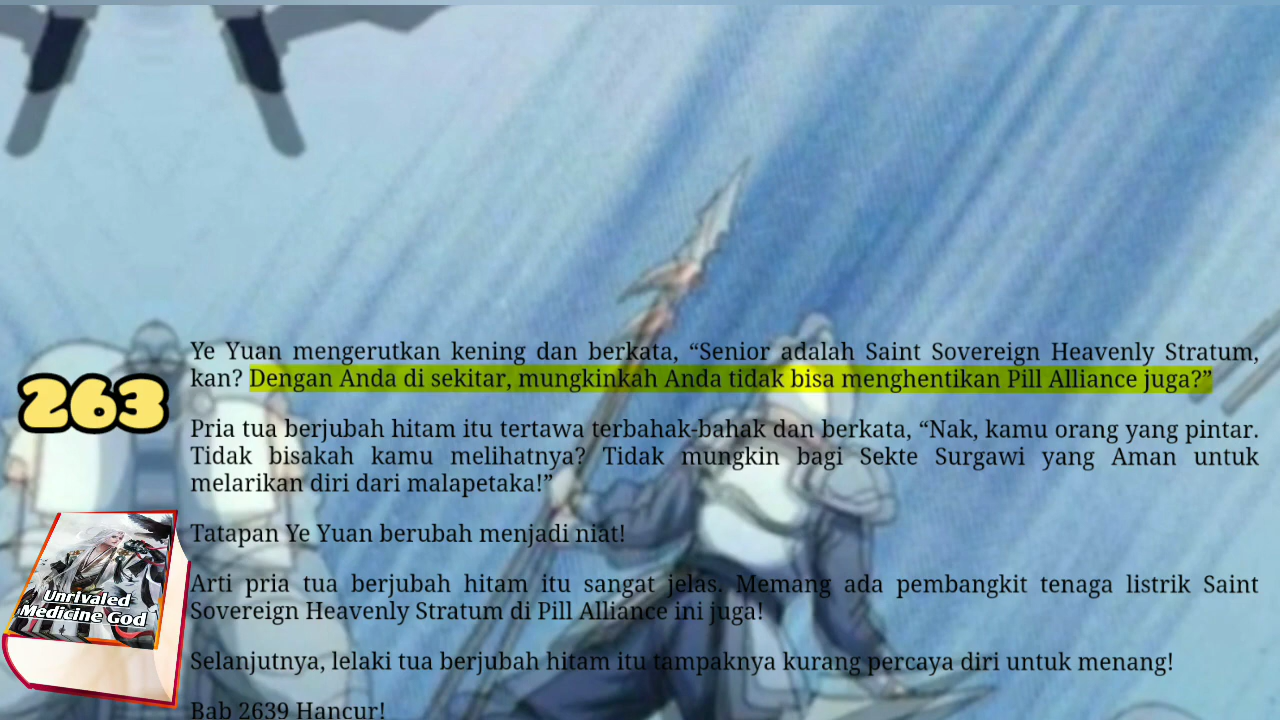 Ye Yuan mengerutkan kening dan berkata, “Senior adalah Saint Sovereign Heavenly Stratum,
kan? Dengan Anda di sekitar, mungkinkah Anda tidak bisa menghentikan Pill Alliance juga?”
263
Pria tua berjubah hitam itu tertawa terbahak-bahak dan berkata, “Nak, kamu orang yang pintar.
Tidak bisakah kamu melihatnya? Tidak mungkin bagi Sekte Surgawi yang Aman untuk
melarikan diri dari malapetaka!”
Tatapan Ye Yuan berubah menjadi niat!
Arti pria tua berjubah hitam itu sangat jelas. Memang ada pembangkit tenaga listrik Saint
Sovereign Heavenly Stratum di Pill Alliance ini juga!
Unrivaled
Medicine God
Selanjutnya, lelaki tua berjubah hitam itu tampaknya kurang percaya diri untuk menang!
Bab 2639 Hancur!